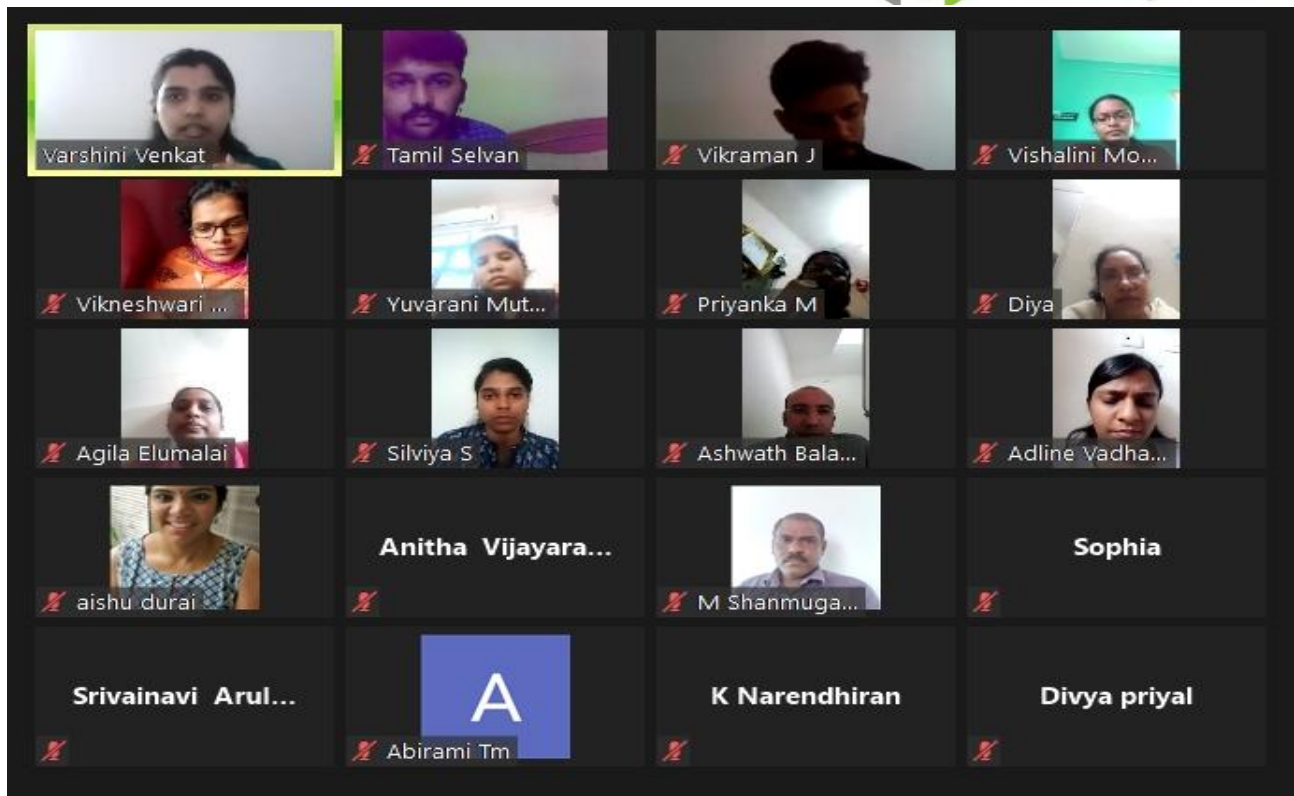 Varshini Venkat
Tamil Selvan
Vikraman J
Vishalini Mo...
Vikneshwari ...
Yuvarani Mut...
Priyanka M
Diya
Agila Elumalai
Silviya S
Ashwath Bala...
Adline Vadha...
aishu durai
Anitha Vijayara...
M Shanmuga...
Sophia
Srivainavi Arul...
A
Abirami Tm
K Narendhiran
Divya priyal